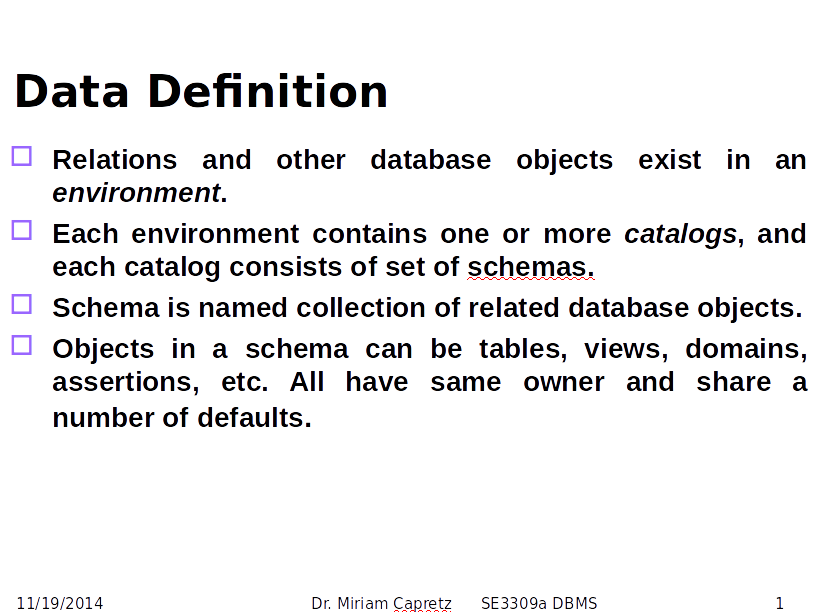 Data Definition
Relations and other database objects exist in an
environment.
Each environment contains one or more catalogs, and
each catalog consists of set of schemas.
Schema is named collection of related database objects.
Objects in a schema can be tables, views, domains,
assertions, etc. All have same owner and share a
number of defaults.
11/19/2014 Dr. Miriam Capretz SE3309a DBMS 1